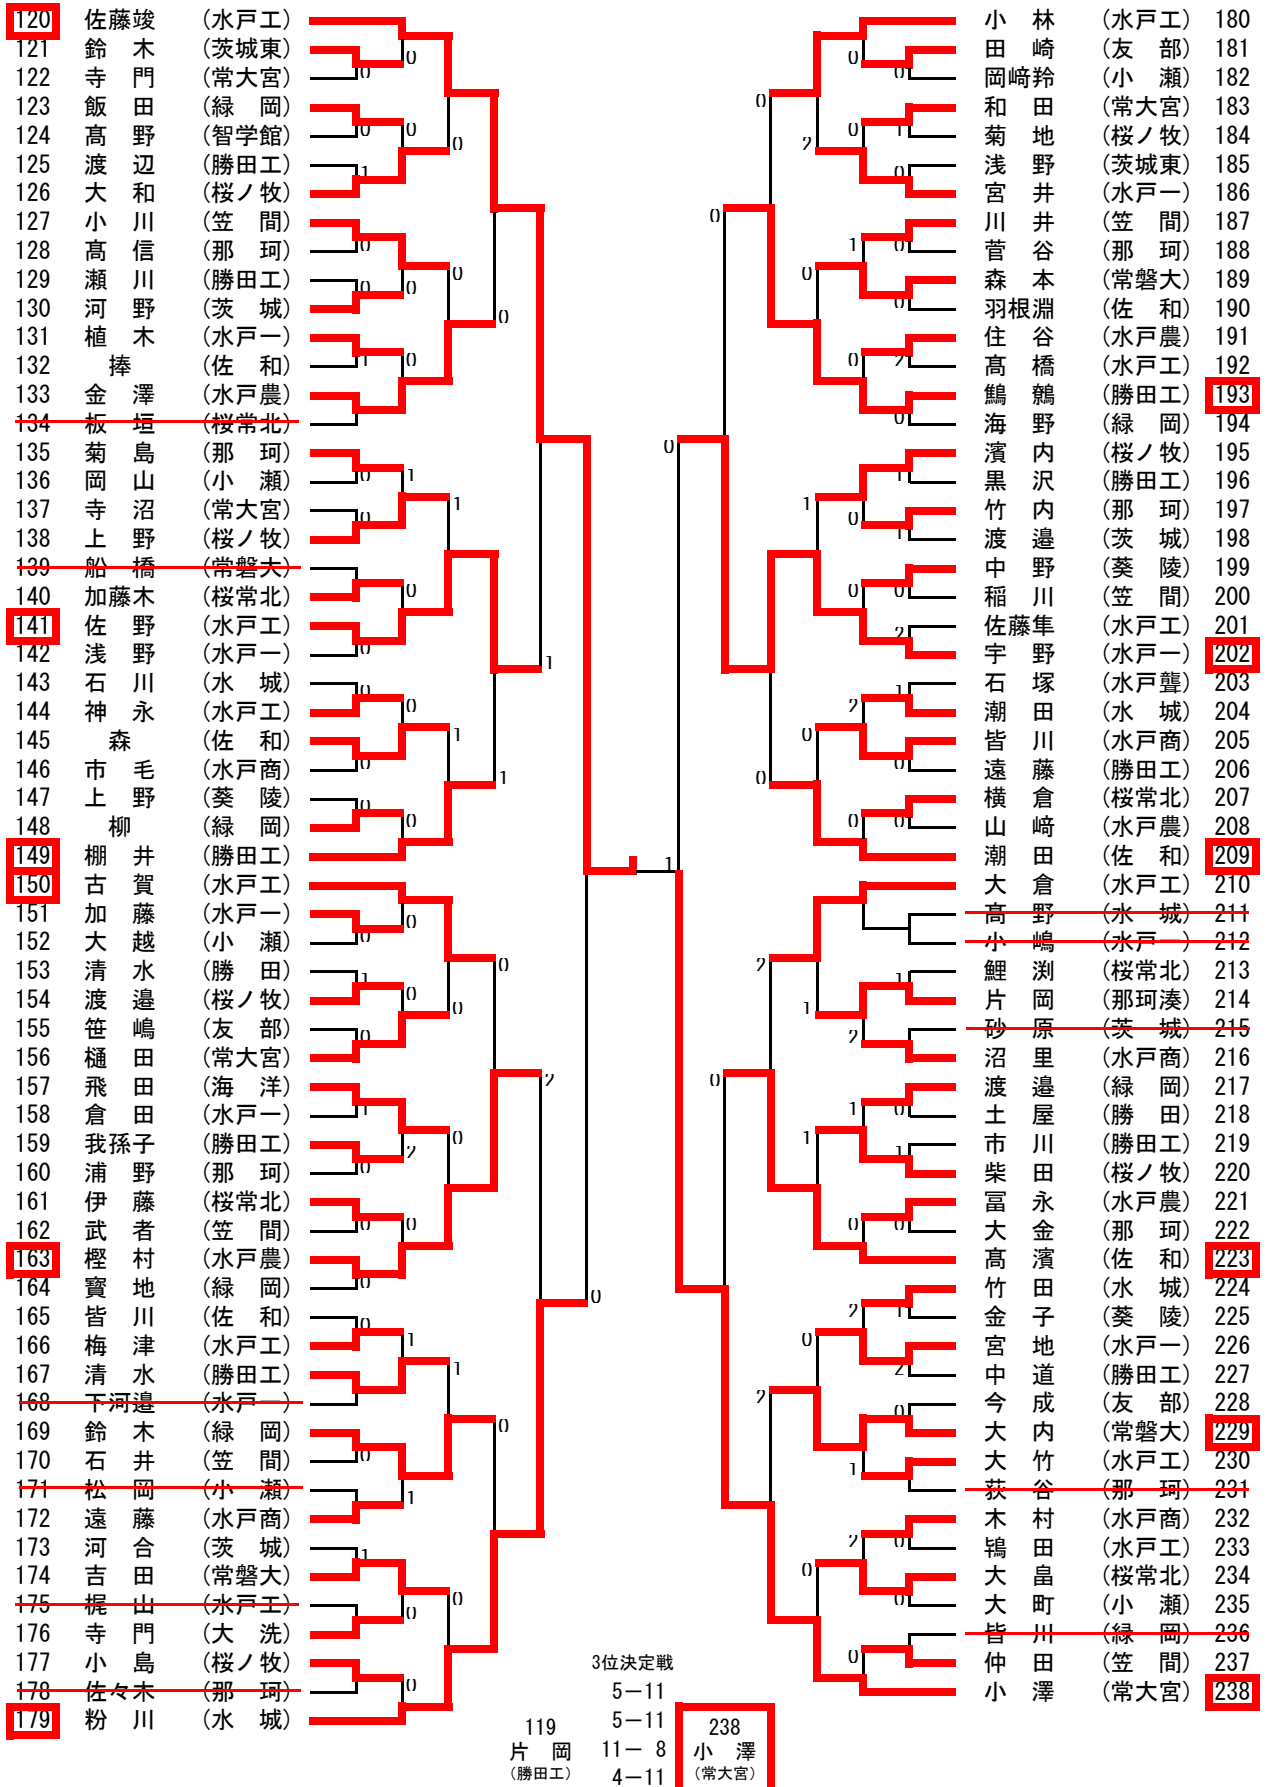 120 佐藤竣 (水戸工)
121 鈴 木 (茨城東)
122 寺 門 (常大宮)
123 飯 田 (緑 岡)
124 髙 野 (智学館)
125 渡 辺 (勝田工)
126 大 和 (桜ノ牧)
127 小 川 (笠 間)
128 髙 信 (那 珂)
129 瀬 川 (勝田工)
130 河 野 (茨 城)
131 植 木 (水戸一)
132 捧 (佐 和)
133 金 澤 (水戸農)
134 板 垣 (桜常北)
135 菊 島 (那 珂)
136 岡 山 (小 瀬)
137 寺 沼 (常大宮)
138 上 野 (桜ノ牧)
139 船 橋 (常磐大)
140 加藤木 (桜常北)
141 佐 野 (水戸工)
142 浅 野 (水戸一)
143 石 川 (水 城)
144 神 永 (水戸工)
145 森 (佐 和)
146 市 毛 (水戸商)
147 上 野 (葵 陵)
148 柳 (緑 岡)
149 棚 井 (勝田工)
150 古 賀 (水戸工)
151 加 藤 (水戸一)
152 大 越 (小 瀬)
153 清 水 (勝 田)
154 渡 邉 (桜ノ牧)
155 笹 嶋 (友 部)
156 樋 田 (常大宮)
157 飛 田 (海 洋)
158 倉 田 (水戸一)
159 我孫子 (勝田工)
160 浦 野 (那 珂)
161 伊 藤 (桜常北)
162 武 者 (笠 間)
163 樫 村 (水戸農)
164 寳 地 (緑 岡)
165 皆 川 (佐 和)
166 梅 津 (水戸工)
167 清 水 (勝田工)
168 下河邉 (水戸一)
169 鈴 木 (緑 岡)
170 石 井 (笠 間)
171 松 岡 (小 瀬)
172 遠 藤 (水戸商)
173 河 合 (茨 城)
174 吉 田 (常磐大)
175 梶 山 (水戸工)
176 寺 門 (大 洗)
177 小 島 (桜ノ牧)
178 佐々木 (那 珂)
179 粉 川 (水 城)
小 林 (水戸工) 180
田 崎 (友 部) 181
岡﨑羚 (小 瀬) 182
和 田 (常大宮) 183
菊 地 (桜ノ牧) 184
浅 野 (茨城東) 185
宮 井 (水戸一) 186
川 井 (笠 間) 187
菅 谷 (那 珂) 188
森 本 (常磐大) 189
羽根淵 (佐 和) 190
住 谷 (水戸農) 191
髙 橋 (水戸工) 192
(勝田工) 193
海 野 (緑 岡) 194
濱 内 (桜ノ牧) 195
黒 沢 (勝田工) 196
竹 内 (那 珂) 197
渡 邉 (茨 城) 198
中 野 (葵 陵) 199
稲 川 (笠 間) 200
佐藤隼 (水戸工) 201
宇 野 (水戸一) 202
石 塚 (水戸聾) 203
潮 田 (水 城) 204
皆 川 (水戸商) 205
遠 藤 (勝田工) 206
横 倉 (桜常北) 207
山 﨑 (水戸農) 208
潮 田 (佐 和) 209
大 倉 (水戸工) 210
高 野 (水 城) 211
小 嶋 (水戸一) 212
鯉 渕 (桜常北) 213
片 岡 (那珂湊) 214
砂 原 (茨 城) 215
沼 里 (水戸商) 216
渡 邉 (緑 岡) 217
土 屋 (勝 田) 218
市 川 (勝田工) 219
柴 田 (桜ノ牧) 220
冨 永 (水戸農) 221
大 金 (那 珂) 222
髙 濱 (佐 和) 223
竹 田 (水 城) 224
金 子 (葵 陵) 225
宮 地 (水戸一) 226
中 道 (勝田工) 227
今 成 (友 部) 228
大 内 (常磐大) 229
大 竹 (水戸工) 230
荻 谷 (那 珂) 231
木 村 (水戸商) 232
鴇 田 (水戸工) 233
大 畠 (桜常北) 234
大 町 (小 瀬) 235
皆 川 (緑 岡) 236
仲 田 (笠 間) 237
小 澤 (常大宮) 238
3位決定戦
5－11
5－11
11－ 8
4－11
119
片 岡
(勝田工)
238
小 澤
(常大宮)